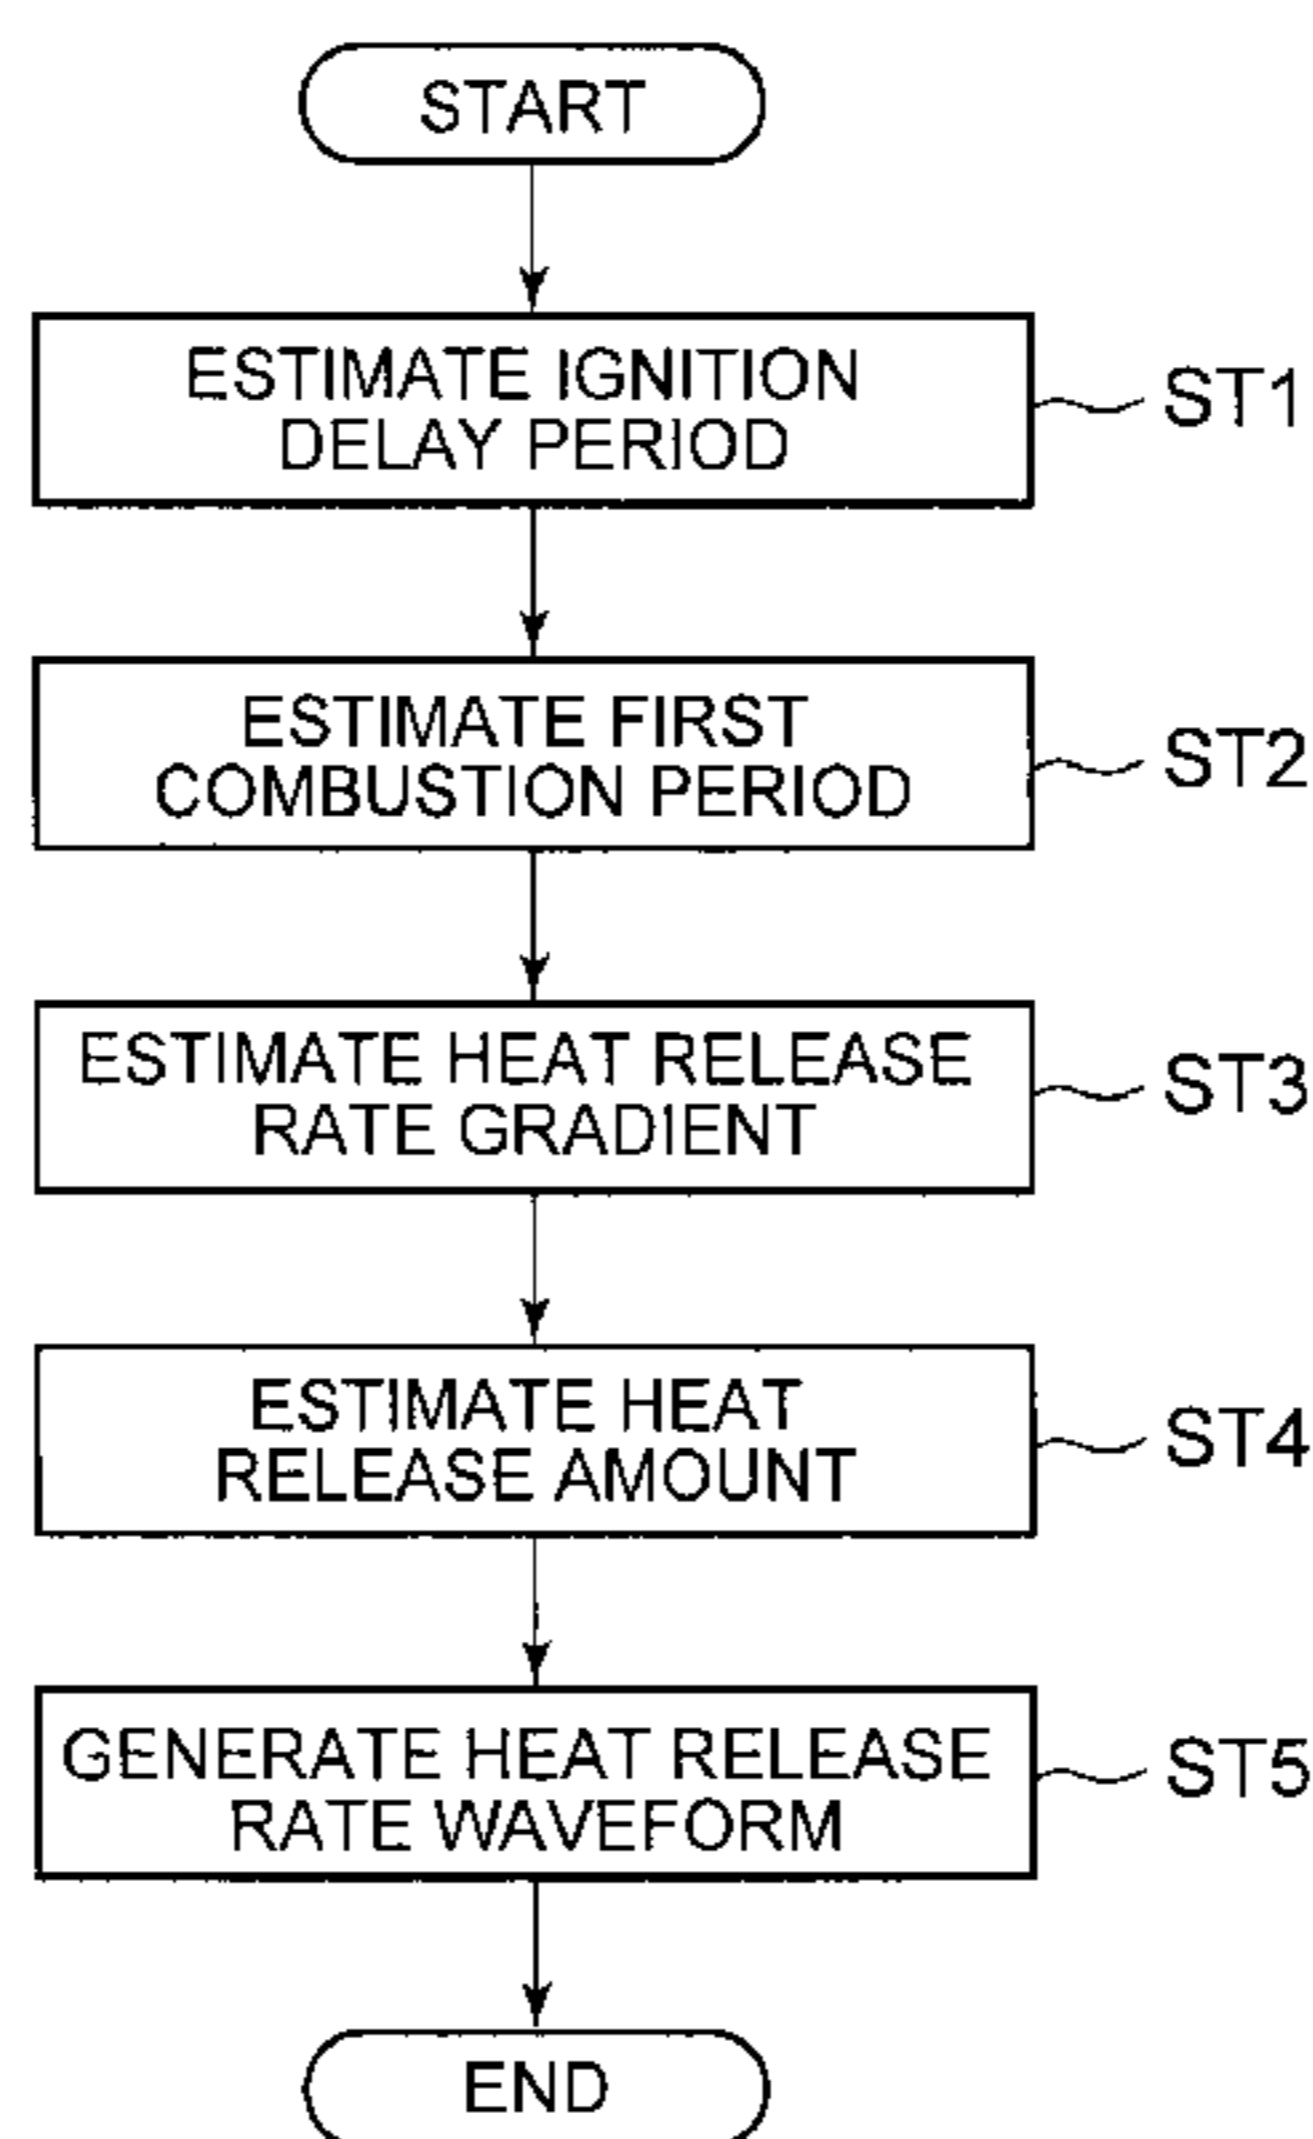 START
ESTIMATE IGNITION
DELAY PERIOD
ST1
ESTIMATE FIRST
COMBUSTION PERIOD
ST2
ESTIMATE HEAT RELEASE
RATE GRADIENT
ST3
ESTIMATE HEAT
RELEASE AMOUNT
ST4
GENERATE HEAT RELEASE
RATE WAVEFORM
ST5
END